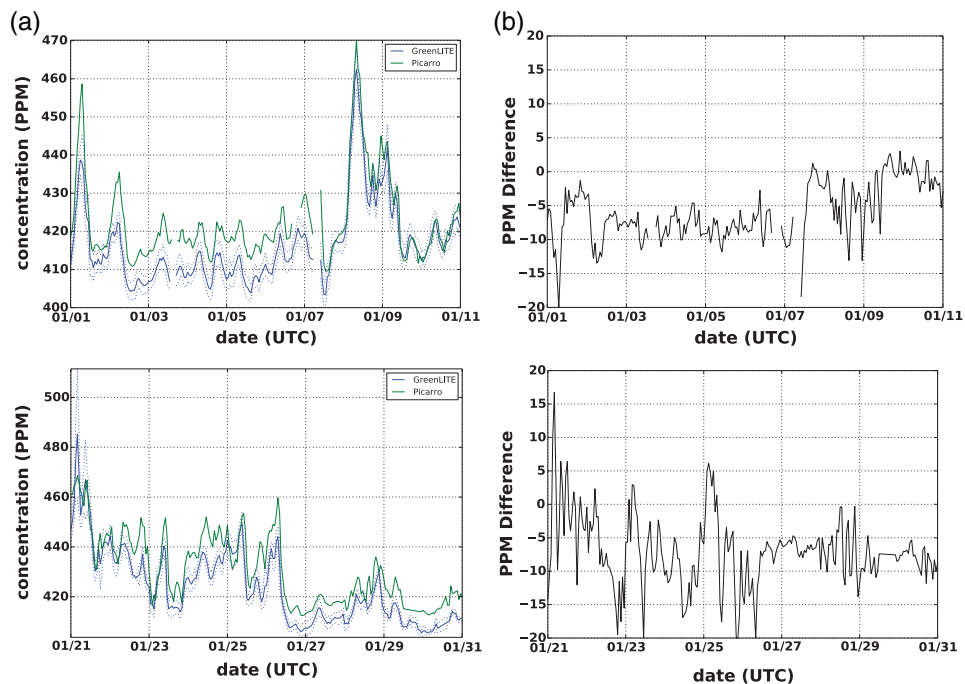 (a)
470
460
450
440
430
420
410
400
concentration (PPM)
GreenLITE
Picarro
01/01 01/03 01/05 01/07 01/09 01/11
date (UTC)
(b)
20
15
10
5
0
−5
−10
−15
−20
PPM Difference
01/01 01/03 01/05 01/07 01/09 01/11
date (UTC)
500
480
460
440
420
concentration (PPM)
GreenLITE
Picarro
01/21 01/23 01/25 01/27 01/29 01/31
date (UTC)
20
15
10
5
0
−5
−10
−15
−20
PPM Difference
01/21 01/23 01/25 01/27 01/29 01/31
date (UTC)